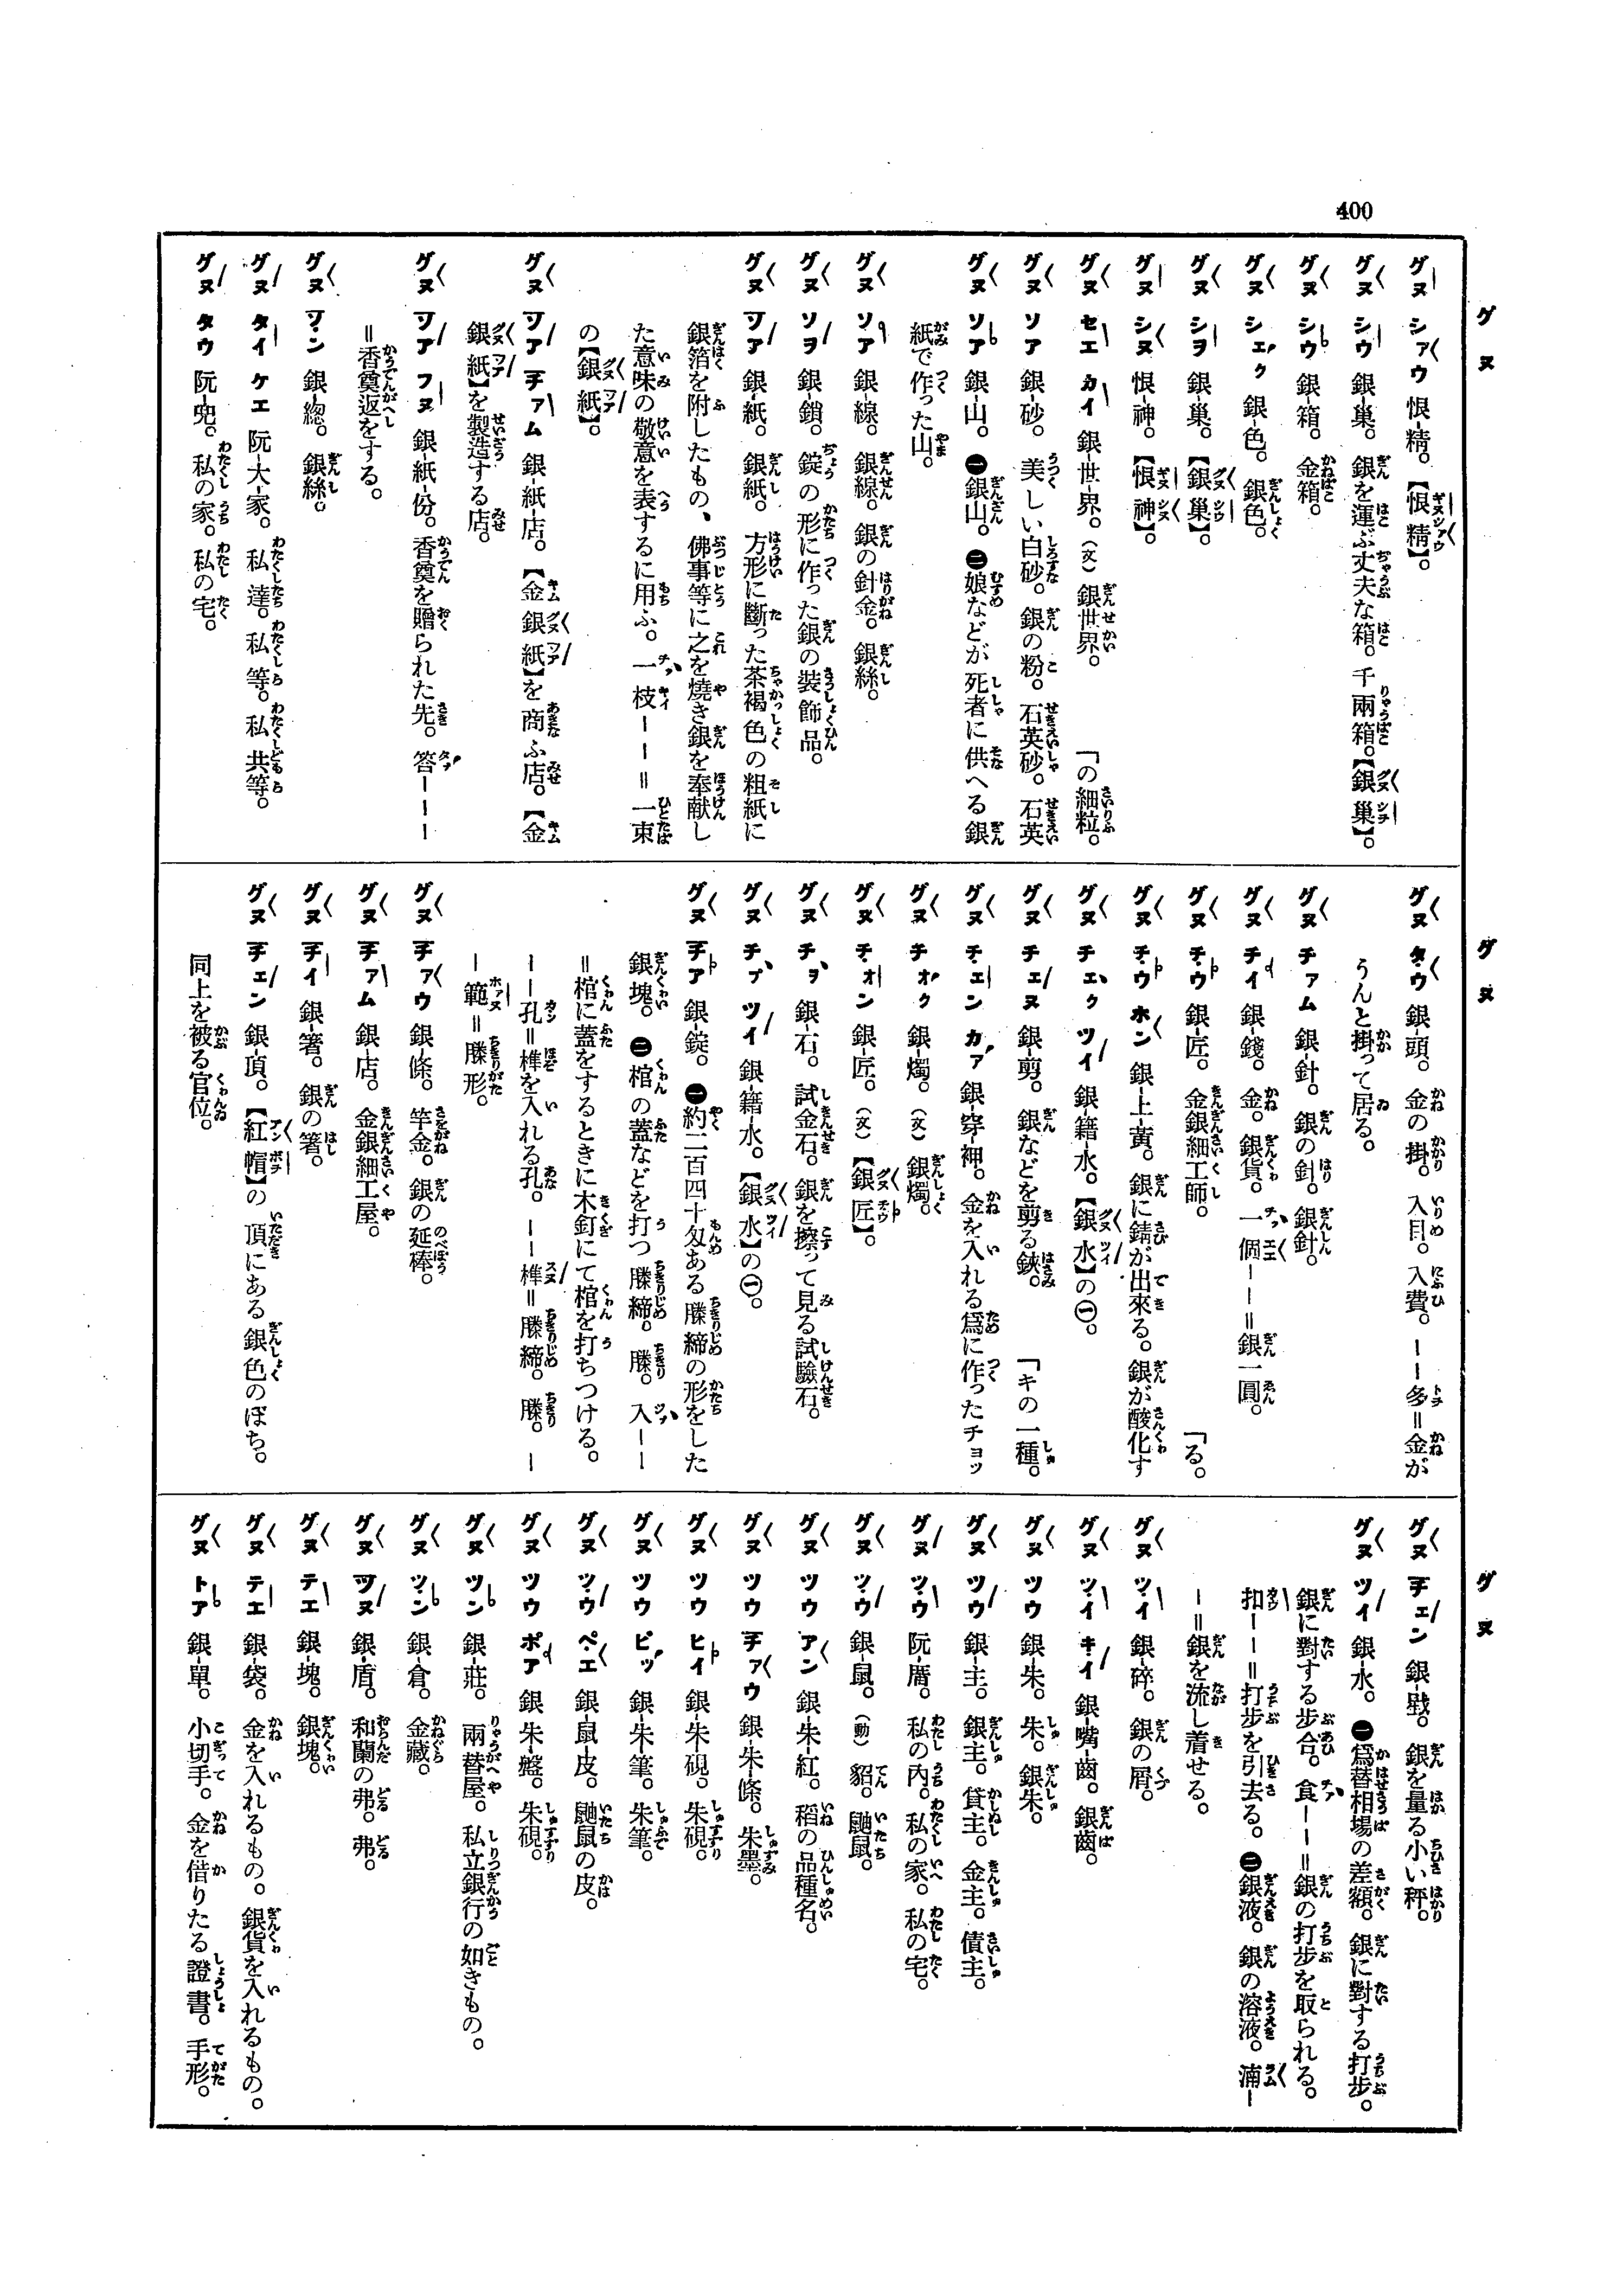 400
グヌ
グヌ
グヌ
グヌ シァウ 恨-精。【恨精】。
グヌ シウ 銀-巢。 銀を運ぶ丈夫な箱。千兩箱。【銀巢】。
グヌ シウ 銀-箱。 金箱。
グヌ シェク 銀-色。 銀色。
グヌ シヲ 銀-巢。【銀巢】。
グヌ シヌ 恨-神。【恨神】。
グヌ セエ カイ 銀-世-界。(文) 銀世界。 「の細粒。
グヌ ソア 銀-砂。 美しい白砂。銀の粉。石英砂。石英
グヌ ソア 銀-山。 ㊀銀山。 ㊁娘などが死者に供へる銀
紙で作った山。
グヌ ソア 銀-線。 銀線。銀の針金。銀絲。
グヌ ソヲ 銀-鎖。 錠の形に作った銀の裝飾品。
グヌ ツア 銀-紙。 銀紙。方形に斷った茶褐色の粗紙に
銀箔を附したもの、佛事等に之を燒き銀を奉献し
た意味の敬意を表するに用ふ。一枝ーー=一束
の【銀紙】。
グヌ ツア チァム 銀-紙-店。【金銀紙】を商ふ店。【金
銀紙】を製造する店。
グヌ ツア フヌ 銀-紙-份。香奠を贈られた先。答ーーー
=香奠返をする。
グヌ ツン 銀-緫。 銀絲。
グヌ タイ ケエ 阮-大-家。私達。私等。私共等。
グヌ タウ 阮-兜。私の家。私の宅。
グヌ タウ 銀-頭。 金の掛。入目。入費。ーー多=金が
うんと掛って居る。
グヌ チァム 銀-針。 銀の針。銀針。
グヌ チイ 銀-錢。 金。銀貨。一個ーー=銀一圓。
グヌ チウ 銀-匠。 金銀細工師。 「る。
グヌ チウ ホン 銀-上-黃。銀に錆が出來る。銀が酸化す
グヌ チェク ツイ 銀-籍-水。【銀水】の㊀。
グヌ チェヌ 銀-剪。 銀などを剪る鋏。 「キの一種。
グヌ チェン カァ 銀-穿-𧘱。金を入れる爲に作ったチョッ
グヌ チォク 銀-燭。(文) 銀燭。
グヌ チォン 銀-匠。(文)【銀匠】。
グヌ チヲ 銀-石。 試金石。銀を擦って見る試驗石。
グヌ チプ ツイ 銀-籍-水。【銀水】の㊀。
グヌ チア 銀-錠。 ㊀約二百四十匁ある滕締の形をした
銀塊。 ㊁棺の蓋などを打つ滕締。滕。入ーー
=棺に蓋をするときに木釘にて棺を打ちつける。
ーー孔=榫を入れる孔。ーー榫=滕締。滕。ー
ー範=滕形。
グヌ チァウ 銀-條。 竿金。銀の延棒。
グヌ チァム 銀-店。 金銀細工屋。
グヌ チイ 銀-箸。 銀の箸。
グヌ チェン 銀-頂。【紅帽】の頂にある銀色のぼち。
同上を被る官位。
グヌ チェン 銀-戥。 銀を量る小い秤。
グヌ ツイ 銀-水。 ㊀爲替相場の差額。銀に對する打步。
銀に對する步合。食ーー=銀の打步を取られる。
扣ーー=打步を引去る。 ㊁銀液。銀の溶液。湳ー
ー=銀を流し着せる。
グヌ ツイ 銀-碎。 銀の屑。
グヌ ツイ キイ 銀-嘴-齒。銀齒。
グヌ ツウ 銀-朱。 朱。銀朱。
グヌ ツウ 銀-主。 銀主。貸主。金主。債主。
グヌ ツウ 阮-厝。 私の內。私の家。私の宅。
グヌ ツウ 銀-鼠。(動) 貂。鼬鼠。
グヌ ツウ アン 銀-朱-紅。稻の品種名。
グヌ ツウ チァウ 銀-朱-條。朱墨。
グヌ ツウ ヒイ 銀-朱-硯。朱硯。
グヌ ツウ ピッ 銀-朱-筆。朱筆。
グヌ ツウ ペエ 銀-鼠-皮。鼬鼠の皮。
グヌ ツウ ポア 銀-朱-盤。朱硯。
グヌ ツン 銀-莊。 兩替屋。私立銀行の如きもの。
グヌ ツン 銀-倉。 金藏。
グヌ ツヌ 銀-盾。 和蘭の弗。弗。
グヌ テエ 銀-塊。 銀塊。
グヌ テエ 銀-袋。 金を入れるもの。銀貨を入れるもの。
グヌ トア 銀-單。 小切手。金を借りたる證書。手形。